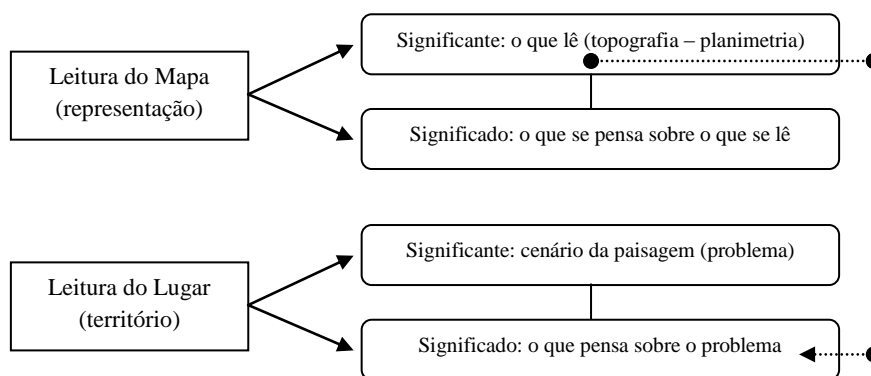 Leitura do Mapa
(representação)
Significante: o que lê (topografia – planimetria)
Significado: o que se pensa sobre o que se lê
Leitura do Lugar
(território)
Significante: cenário da paisagem (problema)
Significado: o que pensa sobre o problema